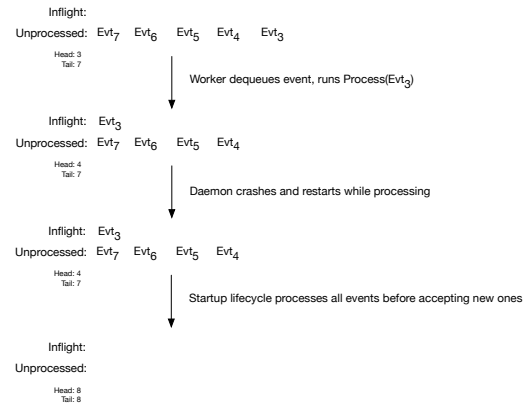 Inflight:
Unprocessed: Evt7 Evt6 Evt5 Evt4 Evt3
Head: 3
Tail: 7
Worker dequeues event, runs Process(Evt3)
Inflight: Evt3
Unprocessed: Evt7 Evt6 Evt5 Evt4
Head: 4
Tail: 7
Daemon crashes and restarts while processing
Inflight: Evt3
Unprocessed: Evt7 Evt6 Evt5 Evt4
Head: 4
Tail: 7
Startup lifecycle processes all events before accepting new ones
Inflight:
Unprocessed:
Head: 8
Tail: 8